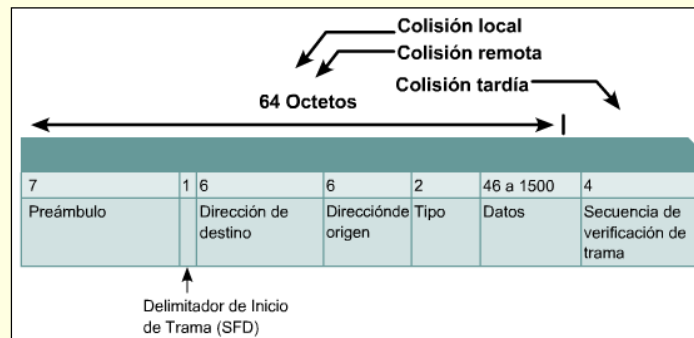 Colisión local
Colisión remota
Colisión tardía
64 Octetos
7 1 6 6 2 46 a 1500 4
Preámbulo Dirección de destino Direcciónde origen Tipo Datos Secuencia de verificación de trama
Delimitador de Inicio
de Trama (SFD)